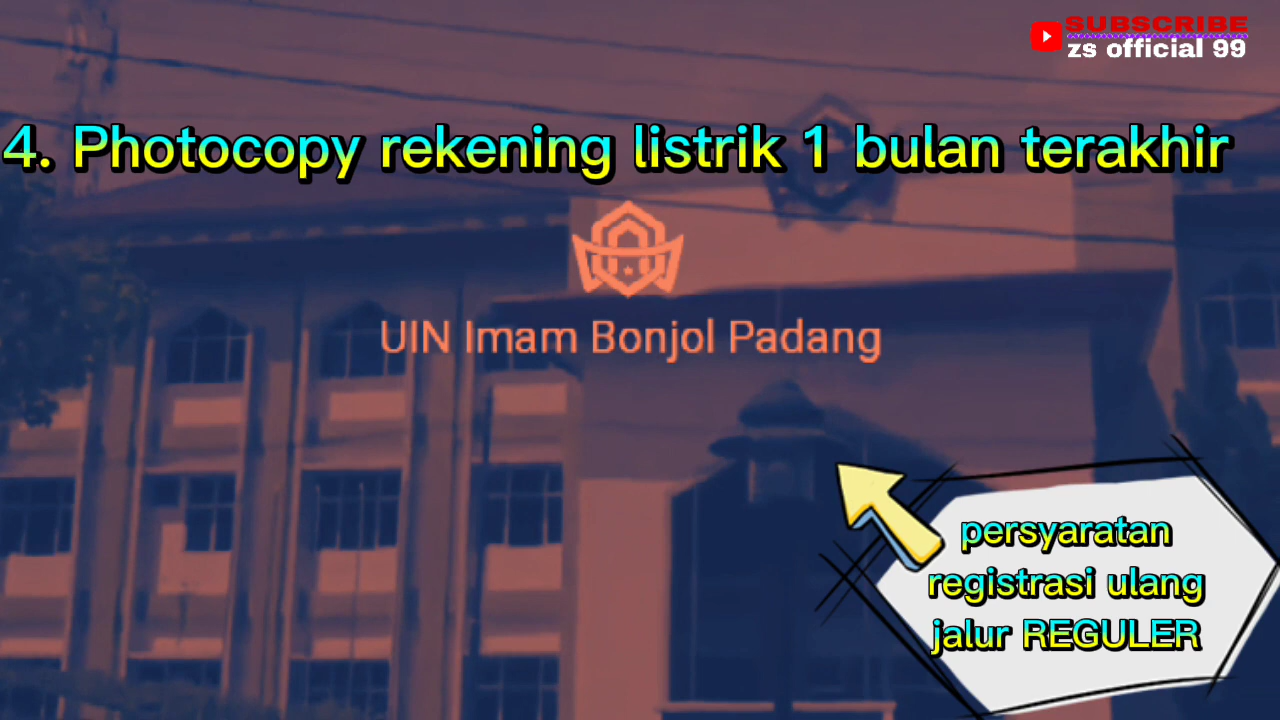 SUBSCRIBE
zs official 99
4. Photocopy rekening listrik 1 bulan terakhir
UIN Imam Bonjol Padang
persyaratan
registrasi ulang
jalur REGULER